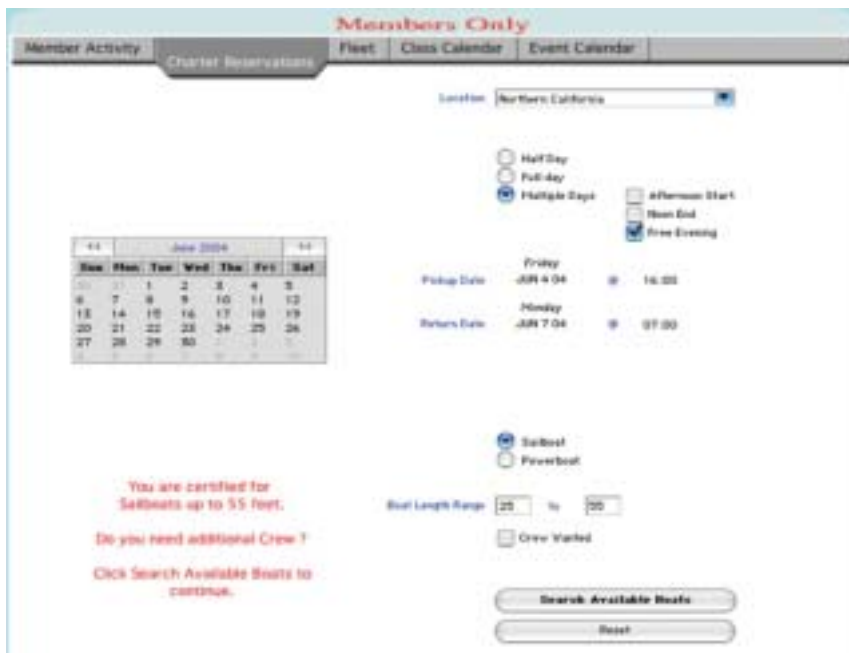 Members Only
Member Activity
Charter Reservations
Fleet
Class Calendar
Event Calendar
Location
Northern California
Half Day
Full day
Multiple Days
Afternoon Start
Noon End
Free Evening
<< June 2004 >>
Sun Mon Tue Wed Thu Fri Sat
30 31 1 2 3 4 5
6 7 8 9 10 11 12
13 14 15 16 17 18 19
20 21 22 23 24 25 26
27 28 29 30
Friday
Pickup Date JUN 4 04 @ 16:00
Monday
Return Date JUN 7 04 @ 07:00
Sailboat
Powerboat
You are certified for
Sailboats up to 55 feet.
Boat Length Range 25 to 55
Do you need additional Crew ?
Crew Wanted
Click Search Available Boats to
continue.
Search Available Boats
Reset